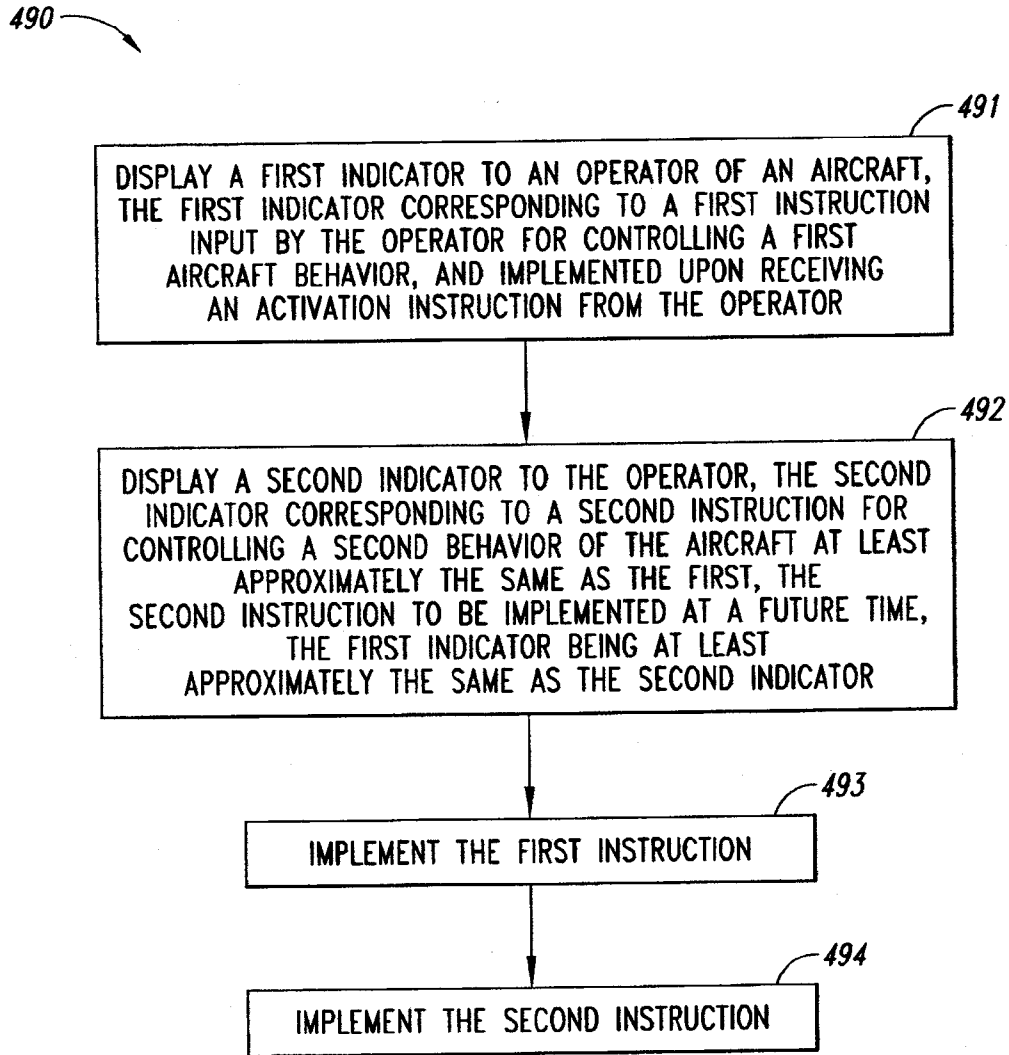 490
491
DISPLAY A FIRST INDICATOR TO AN OPERATOR OF AN AIRCRAFT,
THE FIRST INDICATOR CORRESPONDING TO A FIRST INSTRUCTION
INPUT BY THE OPERATOR FOR CONTROLLING A FIRST
AIRCRAFT BEHAVIOR, AND IMPLEMENTED UPON RECEIVING
AN ACTIVATION INSTRUCTION FROM THE OPERATOR
492
DISPLAY A SECOND INDICATOR TO THE OPERATOR, THE SECOND
INDICATOR CORRESPONDING TO A SECOND INSTRUCTION FOR
CONTROLLING A SECOND BEHAVIOR OF THE AIRCRAFT AT LEAST
APPROXIMATELY THE SAME AS THE FIRST, THE
SECOND INSTRUCTION TO BE IMPLEMENTED AT A FUTURE TIME,
THE FIRST INDICATOR BEING AT LEAST
APPROXIMATELY THE SAME AS THE SECOND INDICATOR
493
IMPLEMENT THE FIRST INSTRUCTION
494
IMPLEMENT THE SECOND INSTRUCTION